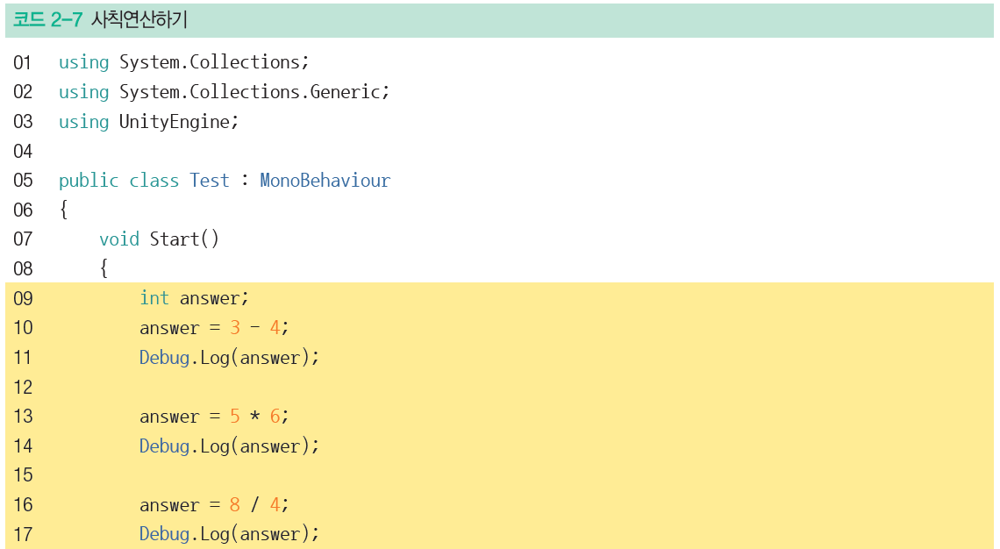 코드 2-7 사칙연산하기
01 using System.Collections;
02 using System.Collections.Generic;
03 using UnityEngine;
04
05 public class Test : MonoBehaviour
06 {
07     void Start()
08     {
09         int answer;
10         answer = 3 - 4;
11         Debug.Log(answer);
12
13         answer = 5 * 6;
14         Debug.Log(answer);
15
16         answer = 8 / 4;
17         Debug.Log(answer);